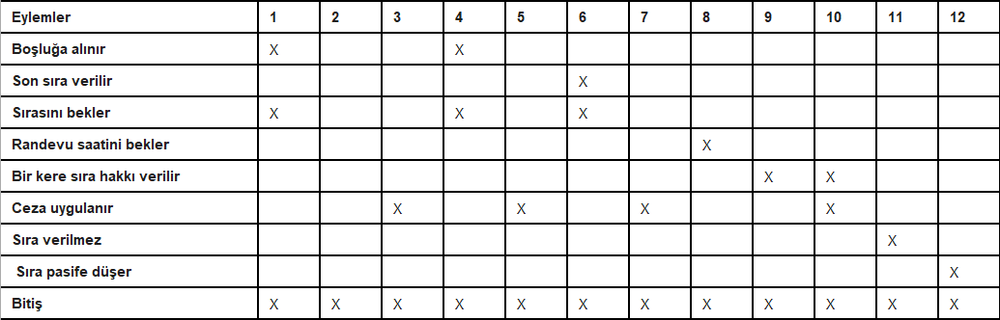 Eylemler 1 2 3 4 5 6 7 8 9 10 11 12
Boşluğa alınır X X
Son sıra verilir X
Sırasını bekler X X X
Randevu saatini bekler X
Bir kere sıra hakkı verilir X X
Ceza uygulanır X X X X
Sıra verilmez X
Sıra pasife düşer X
Bitiş X X X X X X X X X X X X